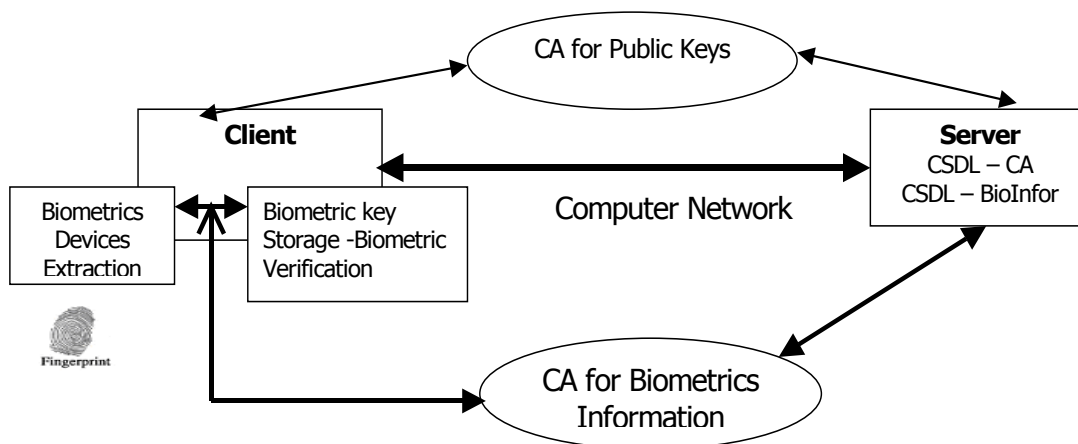 CA for Public Keys
Client
Server
CSDL – CA
CSDL – BioInfor
Biometrics
Devices
Extraction
Biometric key
Storage -Biometric
Verification
Computer Network
Fingerprint
CA for Biometrics
Information